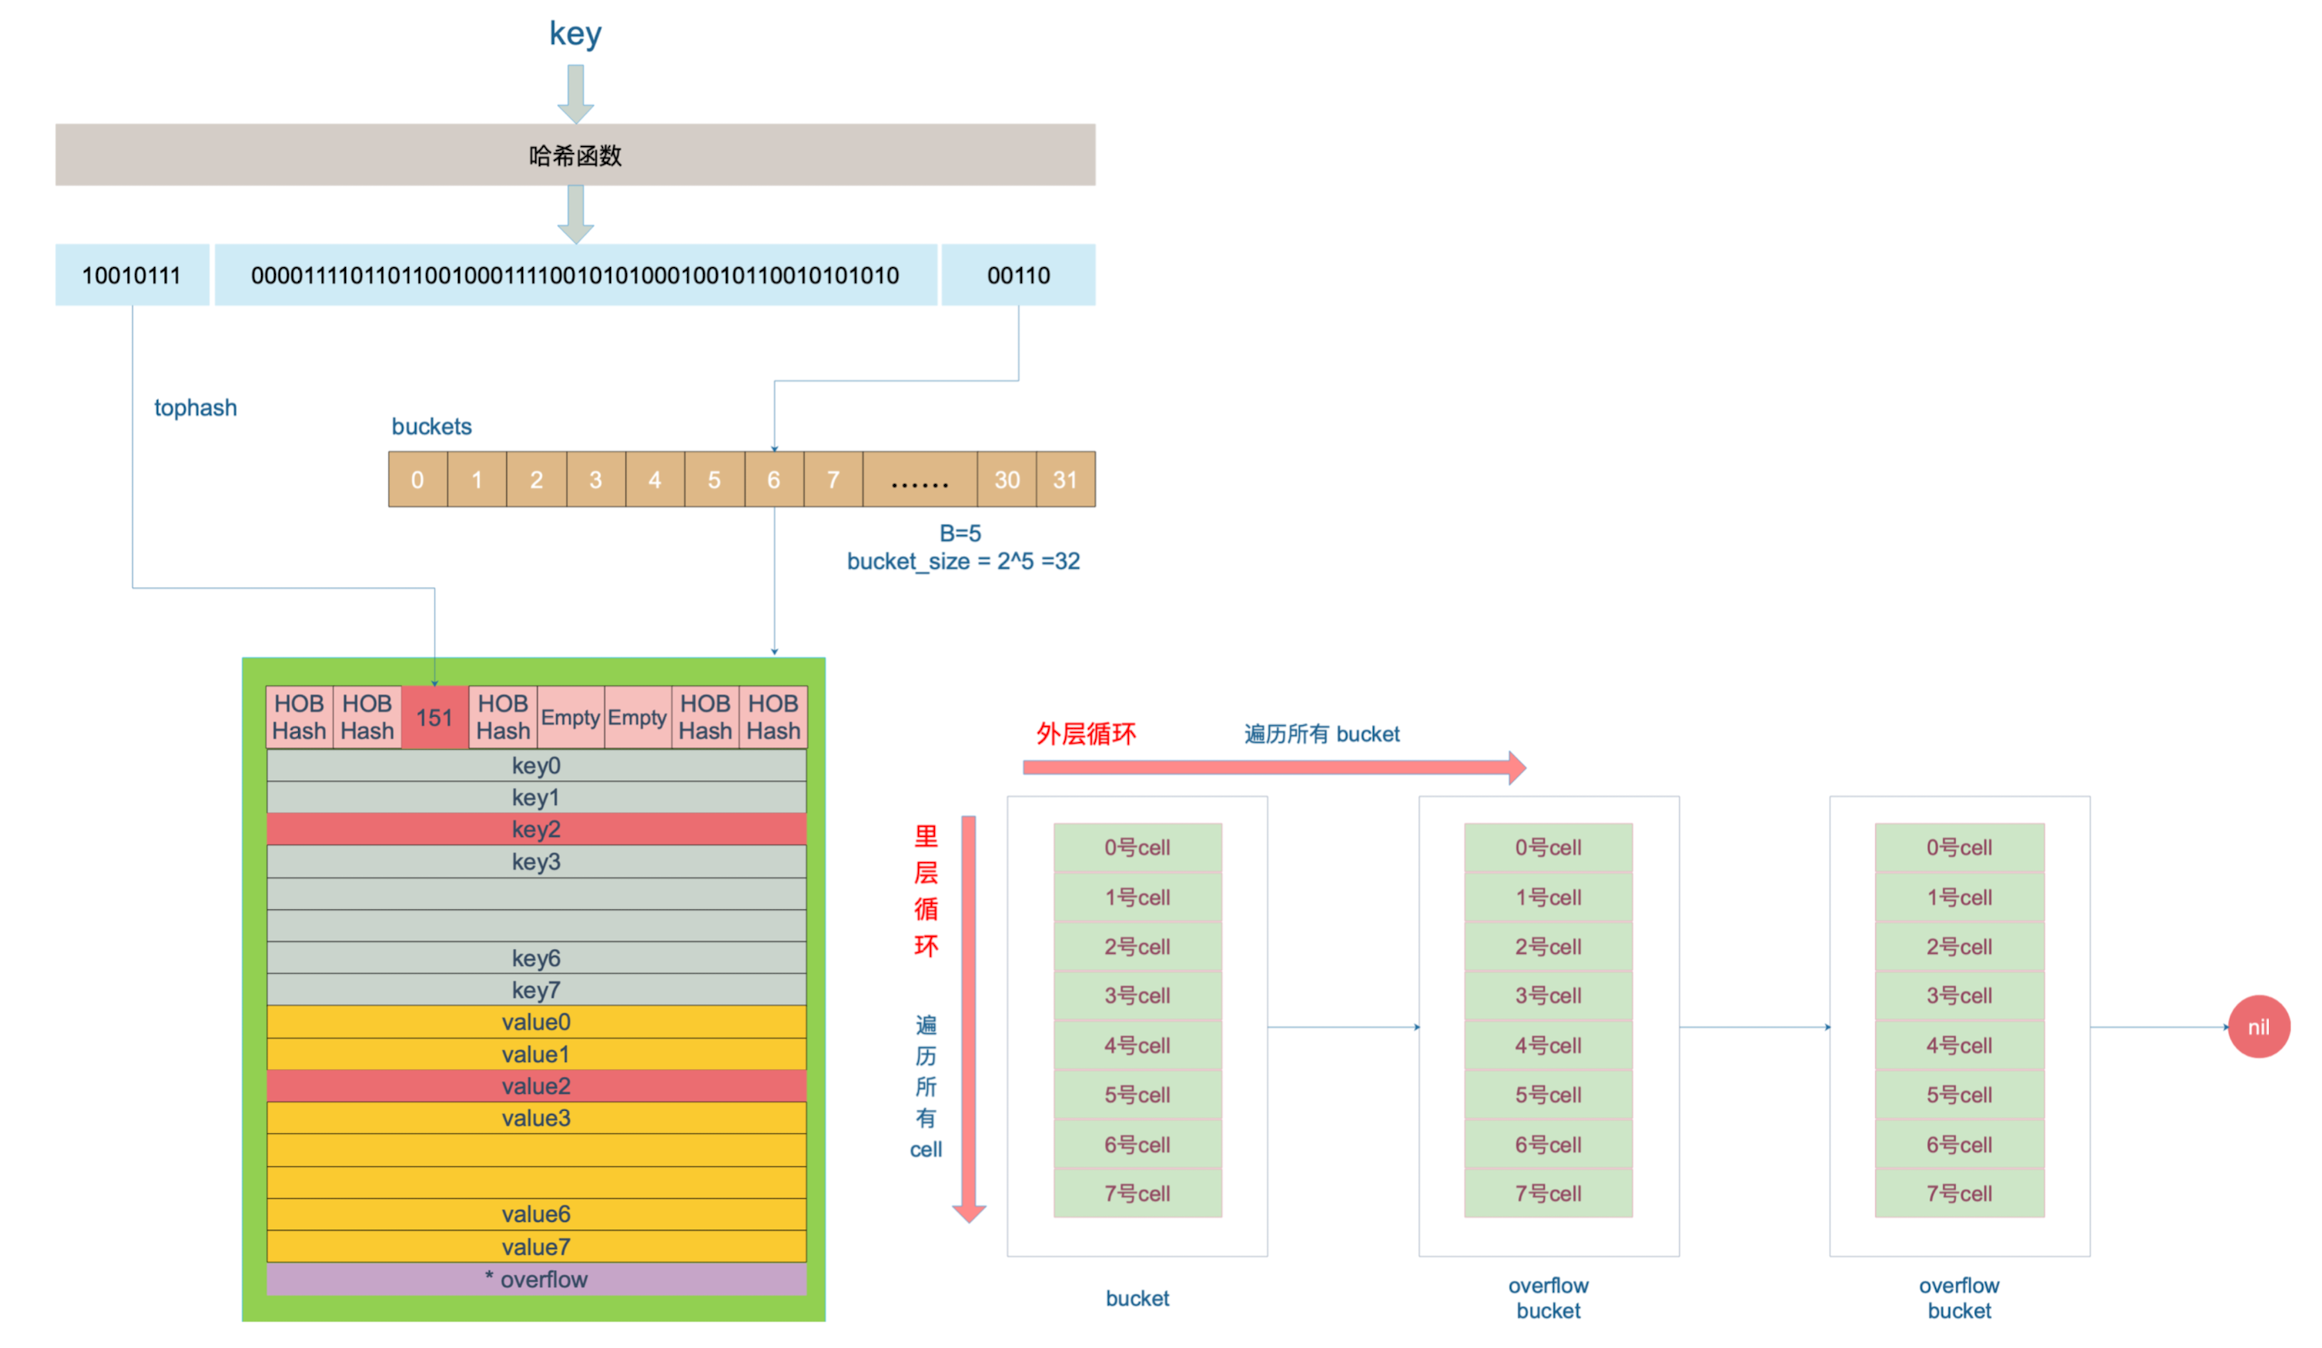 key
哈希函数
10010111
000011110110110010001111001010100010010110010101010
00110
tophash
buckets
0 1 2 3 4 5 6 7 …… 30 31
B=5
bucket_size = 2^5 =32
HOB Hash
HOB Hash
151
HOB Hash
Empty
Empty
HOB Hash
HOB Hash
key0
key1
key2
key3
key6
key7
value0
value1
value2
value3
value6
value7
* overflow
外层循环
遍历所有 bucket
里层循环
遍历所有 cell
0号cell
1号cell
2号cell
3号cell
4号cell
5号cell
6号cell
7号cell
bucket
0号cell
1号cell
2号cell
3号cell
4号cell
5号cell
6号cell
7号cell
overflow
bucket
0号cell
1号cell
2号cell
3号cell
4号cell
5号cell
6号cell
7号cell
overflow
bucket
nil